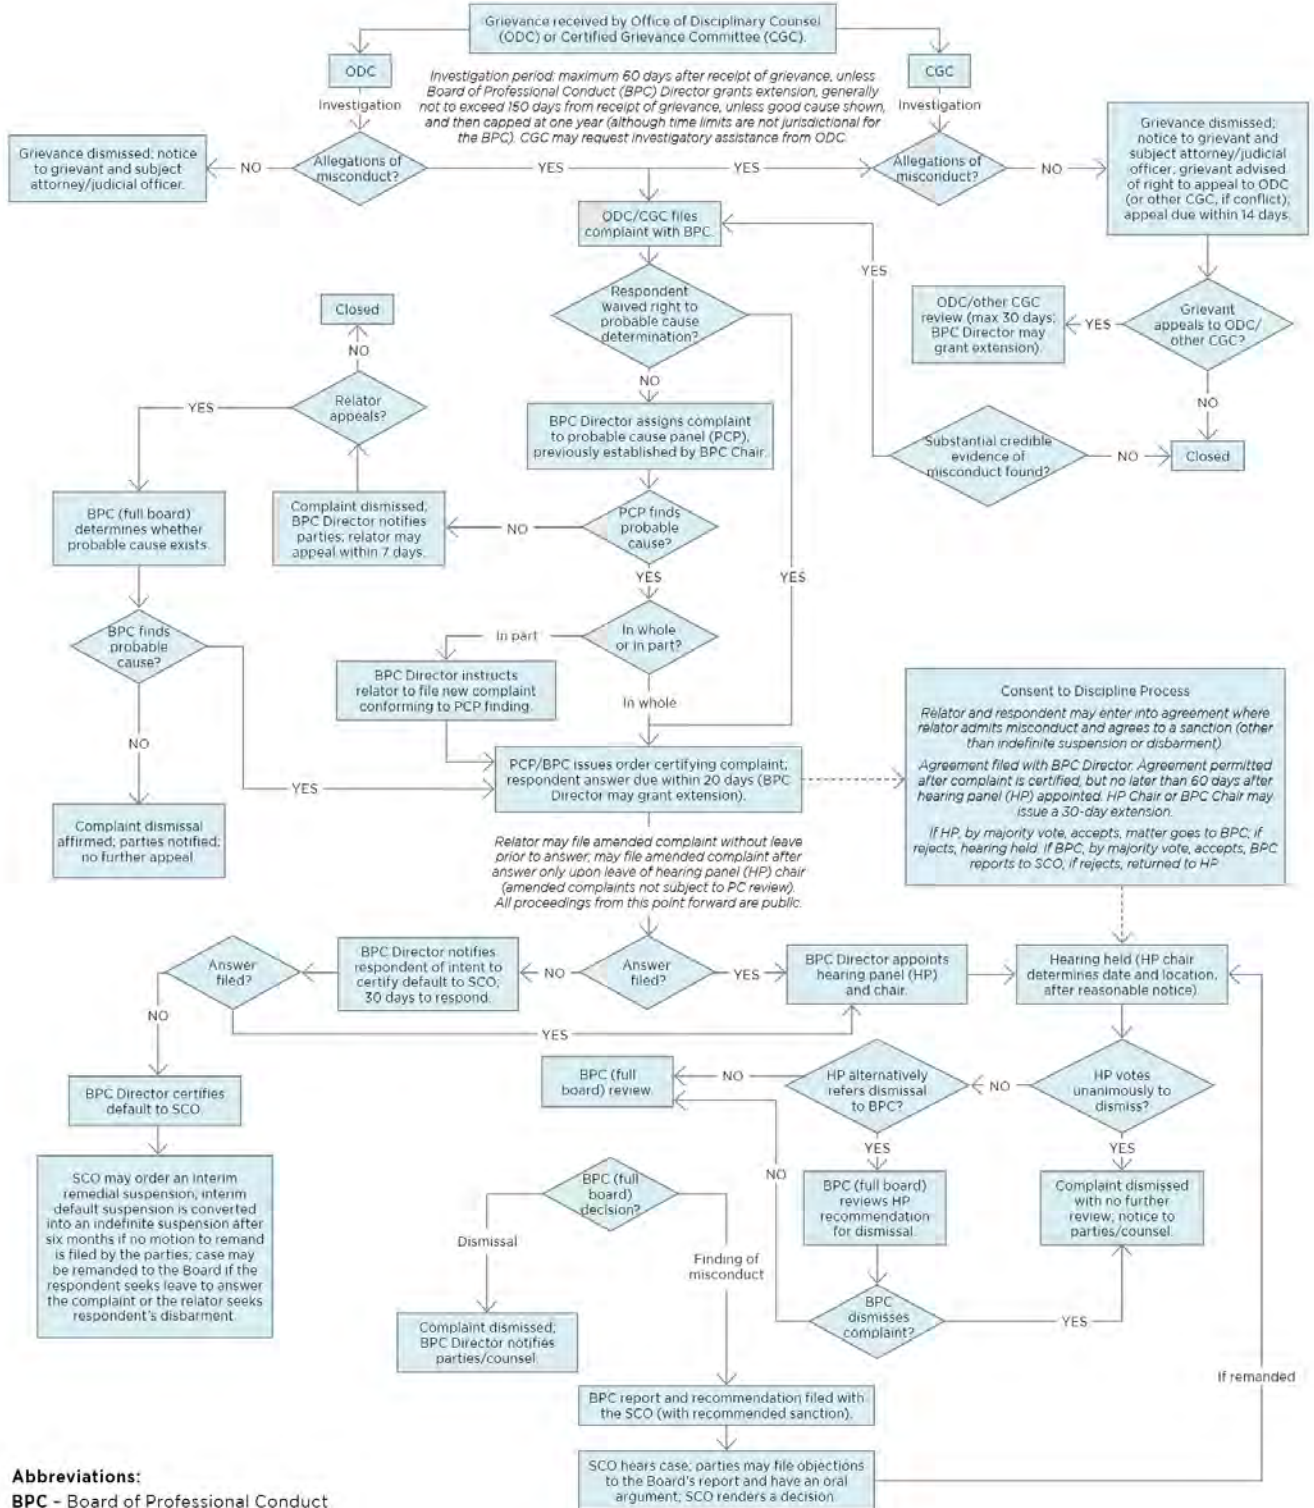 Grievance received by Office of Disciplinary Counsel
(ODC) or Certified Grievance Committee (CGC).
ODC
CGC
Investigation period: maximum 60 days after receipt of grievance, unless
Board of Professional Conduct (BPC) Director grants extension, generally
not to exceed 150 days from receipt of grievance, unless good cause shown,
and then capped at one year (although time limits are not jurisdictional for
the BPC). CGC may request investigatory assistance from ODC.
Investigation
Investigation
Grievance dismissed; notice
to grievant and subject
attorney/judicial officer.
NO
Allegations of
misconduct?
YES
YES
Allegations of
misconduct?
NO
Grievance dismissed;
notice to grievant and
subject attorney/judicial
officer; grievant advised
of right to appeal to ODC
(or other CGC, if conflict);
appeal due within 14 days.
ODC/CGC files
complaint with BPC.
YES
Respondent
waived right to
probable cause
determination?
ODC/other CGC
review (max 30 days;
BPC Director may
grant extension).
YES
Grievant
appeals to ODC/
other CGC?
Closed
NO
NO
NO
YES
Relator
appeals?
BPC Director assigns complaint
to probable cause panel (PCP),
previously established by BPC Chair.
Substantial credible
evidence of
misconduct found?
NO
Closed
BPC (full board)
determines whether
probable cause exists.
Complaint dismissed;
BPC Director notifies
parties; relator may
appeal within 7 days.
NO
PCP finds
probable
cause?
YES
YES
BPC finds
probable
cause?
In part
In whole
or in part?
BPC Director instructs
relator to file new complaint
conforming to PCP finding.
In whole
NO
YES
PCP/BPC issues order certifying complaint,
respondent answer due within 20 days (BPC
Director may grant extension).
Consent to Discipline Process
Relator and respondent may enter into agreement where
relator admits misconduct and agrees to a sanction (other
than indefinite suspension or disbarment)
Agreement filed with BPC Director. Agreement permitted
after complaint is certified, but no later than 60 days after
hearing panel (HP) appointed. HP Chair or BPC Chair may
issue a 30-day extension.
If HP, by majority vote, accepts, matter goes to BPC; if
rejects, hearing held. If BPC, by majority vote, accepts, BPC
reports to SCO, if rejects, returned to HP
Complaint dismissal
affirmed; parties notified;
no further appeal
Relator may file amended complaint without leave
prior to answer; may file amended complaint after
answer only upon leave of hearing panel (HP) chair
(amended complaints not subject to PC review).
All proceedings from this point forward are public.
Answer
filed?
BPC Director notifies
respondent of intent to
certify default to SCO;
30 days to respond.
NO
Answer
filed?
YES
BPC Director appoints
hearing panel (HP)
and chair.
Hearing held (HP chair
determines date and location,
after reasonable notice)
NO
YES
BPC Director certifies
default to SCO
BPC (full
board) review.
NO
HP alternatively
refers dismissal
to BPC?
NO
HP votes
unanimously to
dismiss?
YES
YES
SCO may order an interim
remedial suspension; interim
default suspension is converted
into an indefinite suspension after
six months if no motion to remand
is filed by the parties; case may
be remanded to the Board if the
respondent seeks leave to answer
the complaint or the relator seeks
respondent's disbarment
BPC (full
board)
decision?
NO
BPC (full board)
reviews HP
recommendation
for dismissal
Complaint dismissed
with no further
review; notice to
parties/counsel.
Dismissal
Finding of
misconduct
BPC
dismisses
complaint?
YES
Complaint dismissed;
BPC Director notifies
parties/counsel
If remanded
BPC report and recommendation filed with
the SCO (with recommended sanction).
SCO hears case; parties may file objections
to the Board's report and have an oral
argument; SCO renders a decision
Abbreviations:
BPC – Board of Professional Conduct